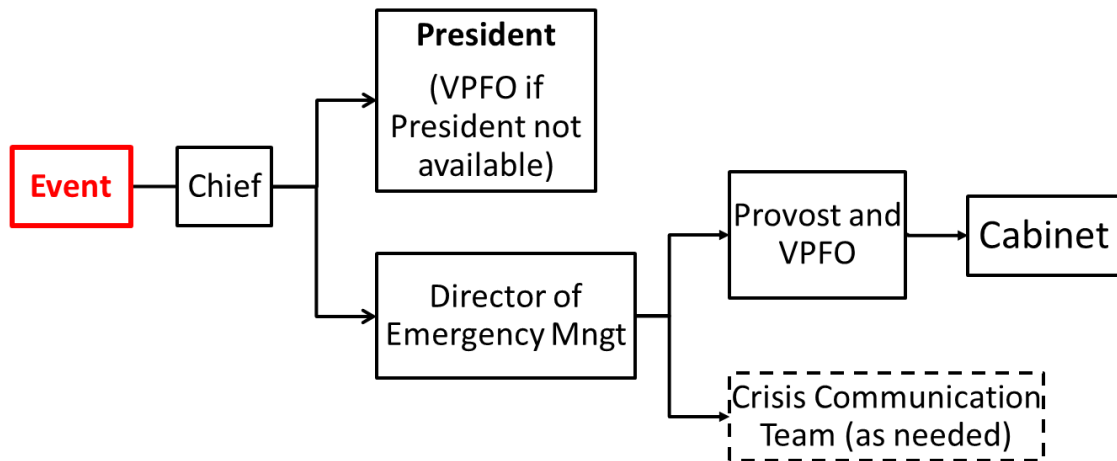 President
(VPFO if
President not
available)
Event
Chief
Provost and
VPFO
Cabinet
Director of
Emergency Mngt
Crisis Communication
Team (as needed)